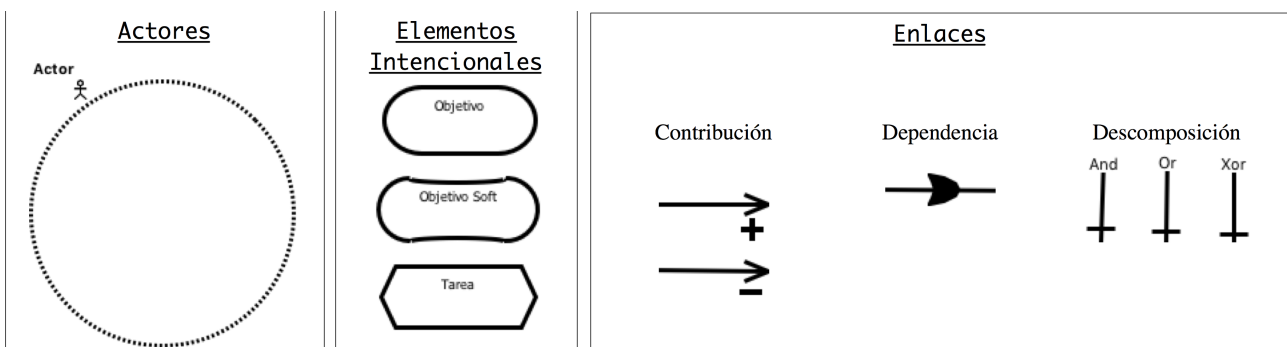 Actores
Actor
Elementos
Intencionales
Objetivo
Objetivo Soft
Tarea
Enlaces
Contribución
+
-
Dependencia
Descomposición
And Or Xor